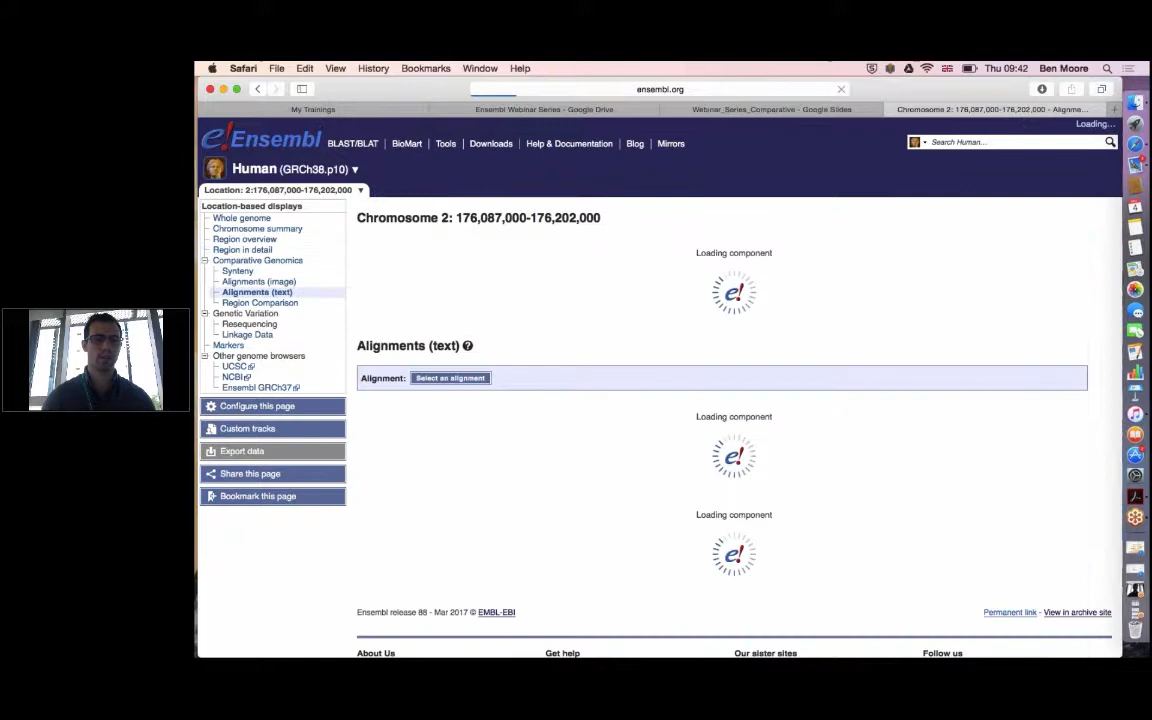 Safari File Edit View History Bookmarks Window Help Thu 09:42 Ben Moore
ensembl.org
My Trainings Ensembl Webinar Series - Google Drive Webinar_Series_Comparative - Google Slides Chromosome 2: 176,087,000-176,202,000 - Alignme...
Loading...
e!Ensembl BLAST/BLAT BioMart Tools Downloads Help & Documentation Blog Mirrors Search Human...
Human (GRCh38.p10) ▼
Location: 2:176,087,000-176,202,000 ▼
Location-based displays
Whole genome
Chromosome summary
Region overview
Region in detail
Comparative Genomics
Synteny
Alignments (image)
Alignments (text)
Region Comparison
Genetic Variation
Resequencing
Linkage Data
Markers
Other genome browsers
UCSC
NCBI
Ensembl GRCh37
Configure this page
Custom tracks
Export data
Share this page
Bookmark this page
Chromosome 2: 176,087,000-176,202,000
Loading component
e!
Alignments (text) ?
Alignment: Select an alignment
Loading component
e!
Loading component
e!
Ensembl release 88 - Mar 2017 © EMBL-EBI Permanent link - View in archive site
About Us Get help Our sister sites Follow us